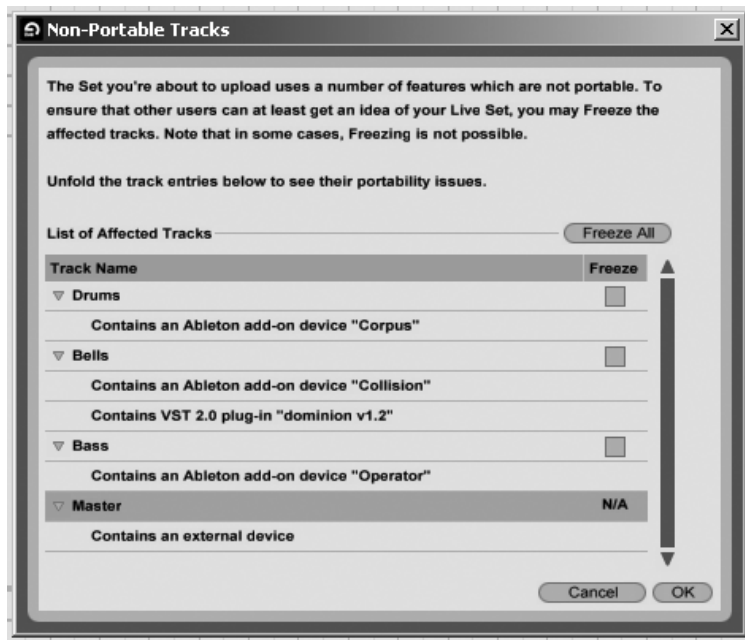 Non-Portable Tracks
The Set you're about to upload uses a number of features which are not portable. To
ensure that other users can at least get an idea of your Live Set, you may Freeze the
affected tracks. Note that in some cases, Freezing is not possible.
Unfold the track entries below to see their portability issues.
List of Affected Tracks Freeze All
Track Name Freeze
Drums
Contains an Ableton add-on device "Corpus"
Bells
Contains an Ableton add-on device "Collision"
Contains VST 2.0 plug-in "dominion v1.2"
Bass
Contains an Ableton add-on device "Operator"
Master N/A
Contains an external device
Cancel OK